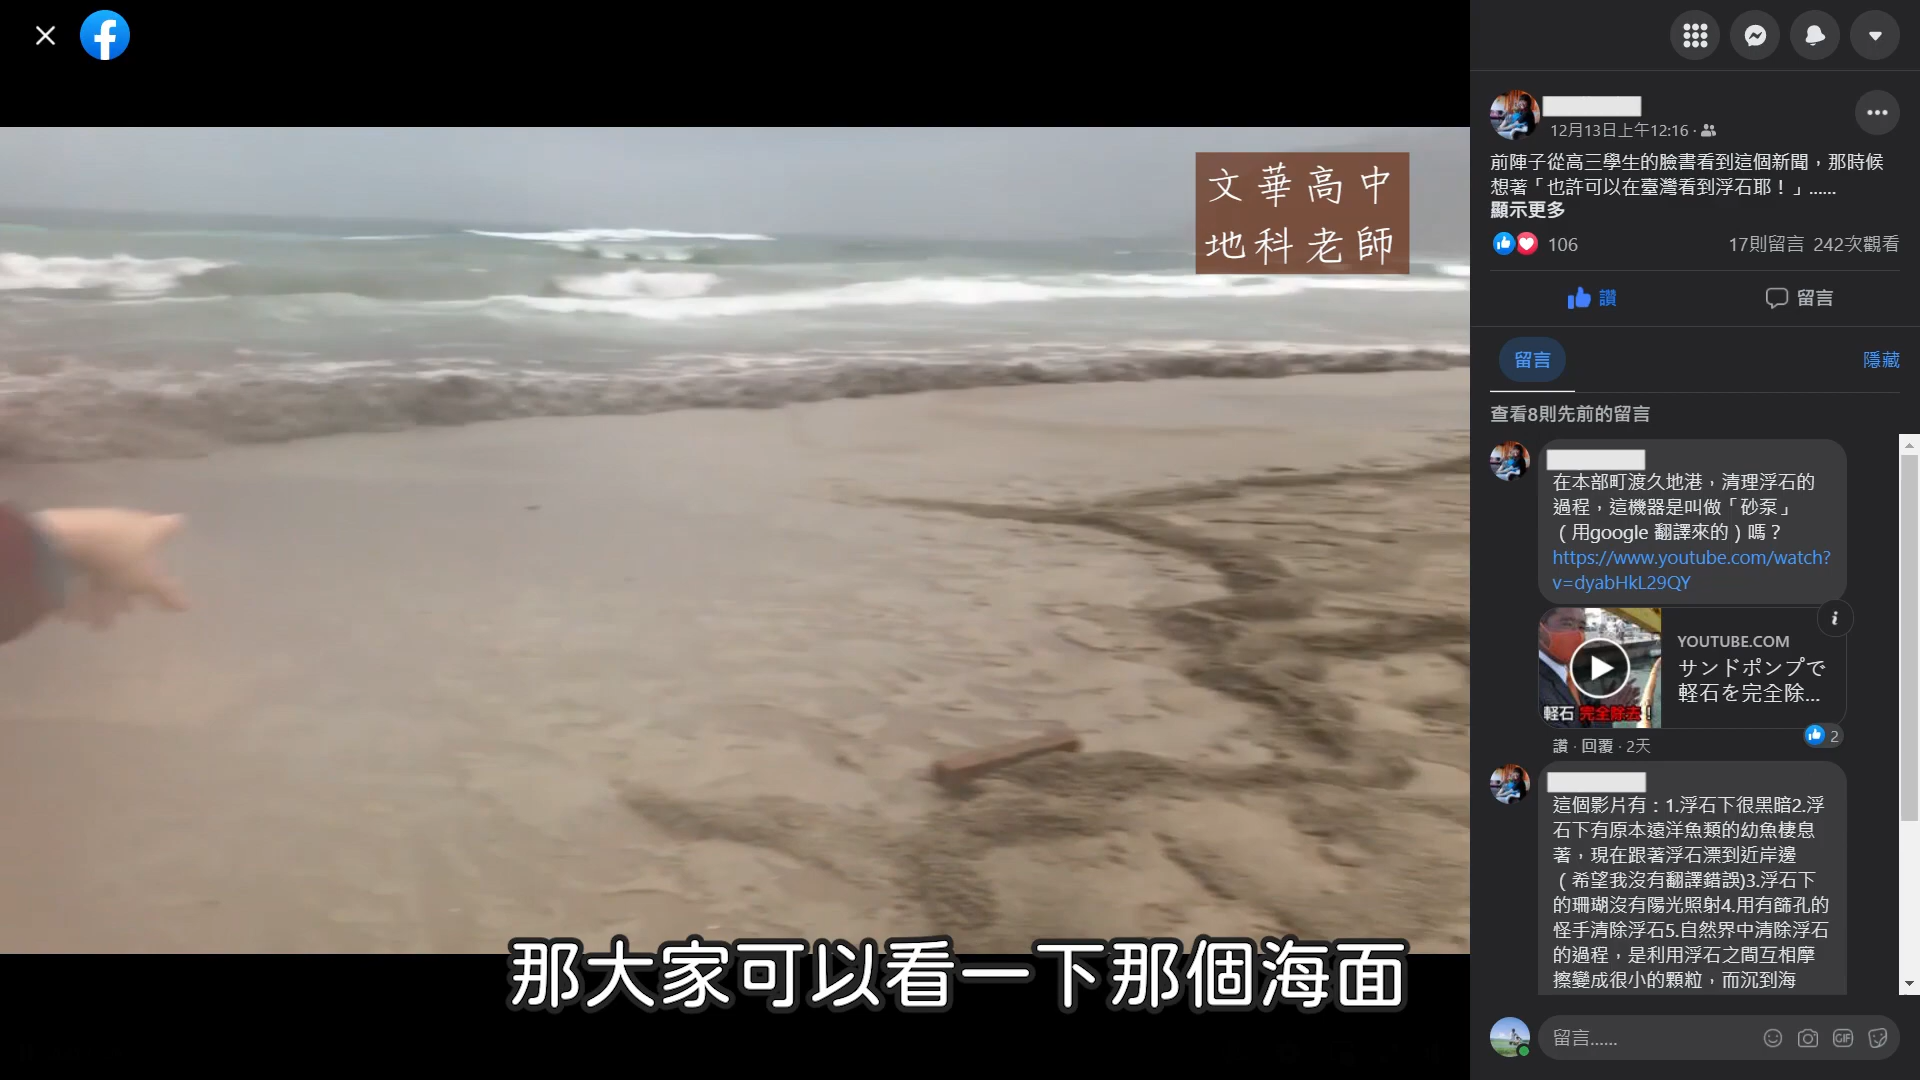 文華高中
地科老師
那大家可以看一下那個海面
12月13日上午12:16 ·
前陣子從高三學生的臉書看到這個新聞，那時候
想著「也許可以在臺灣看到浮石耶！」......
顯示更多
106
17則留言 242次觀看
讚
留言
留言
隱藏
查看8則先前的留言
在本部町渡久地港，清理浮石的
過程，這機器是叫做「砂泵」
（用google 翻譯來的）嗎？
https://www.youtube.com/watch?
v=dyabHkL29QY
YOUTUBE.COM
サンドポンプで
軽石を完全除...
軽石 完全除去！
讚 · 回覆 · 2天
2
這個影片有：1.浮石下很黑暗2.浮
石下有原本遠洋魚類的幼魚棲息
著，現在跟著浮石漂到近岸邊
（希望我沒有翻譯錯誤)3.浮石下
的珊瑚沒有陽光照射4.用有篩孔的
怪手清除浮石5.自然界中清除浮石
的過程，是利用浮石之間互相摩
擦變成很小的顆粒，而沉到海
留言......
GIF